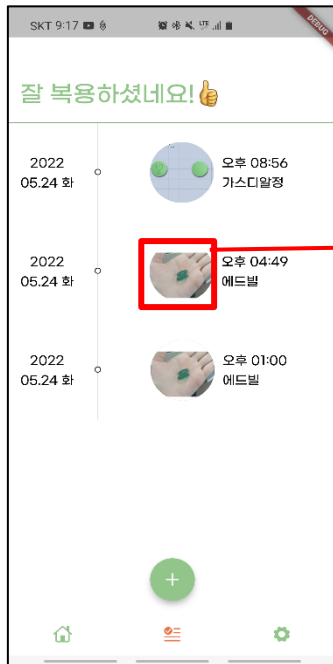 SKT 9:17
LTE
DEBUG
잘 복용하셨네요!👍
2022
05.24 화
오후 08:56
가스디알정
2022
05.24 화
오후 04:49
에드빌
2022
05.24 화
오후 01:00
에드빌
+